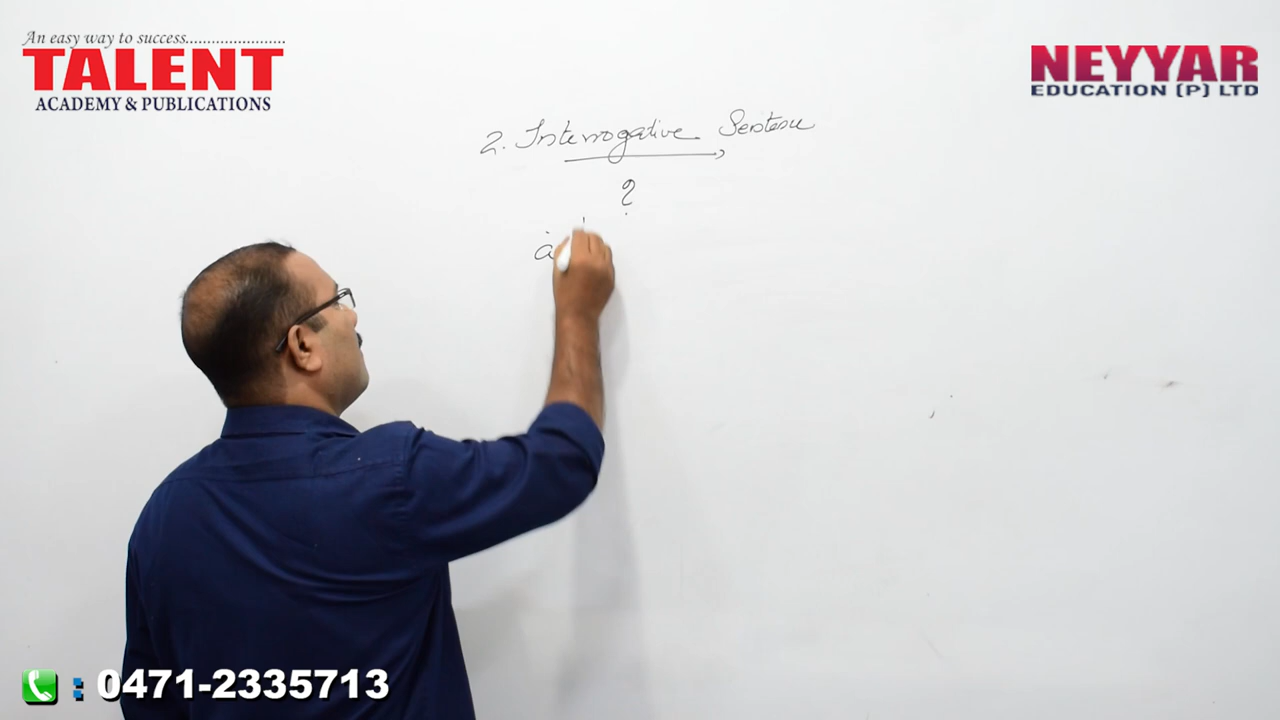 An easy way to success.......................
TALENT
ACADEMY & PUBLICATIONS
NEYYAR
EDUCATION (P) LTD
2. Interrogative Sentence
?
: 0471-2335713